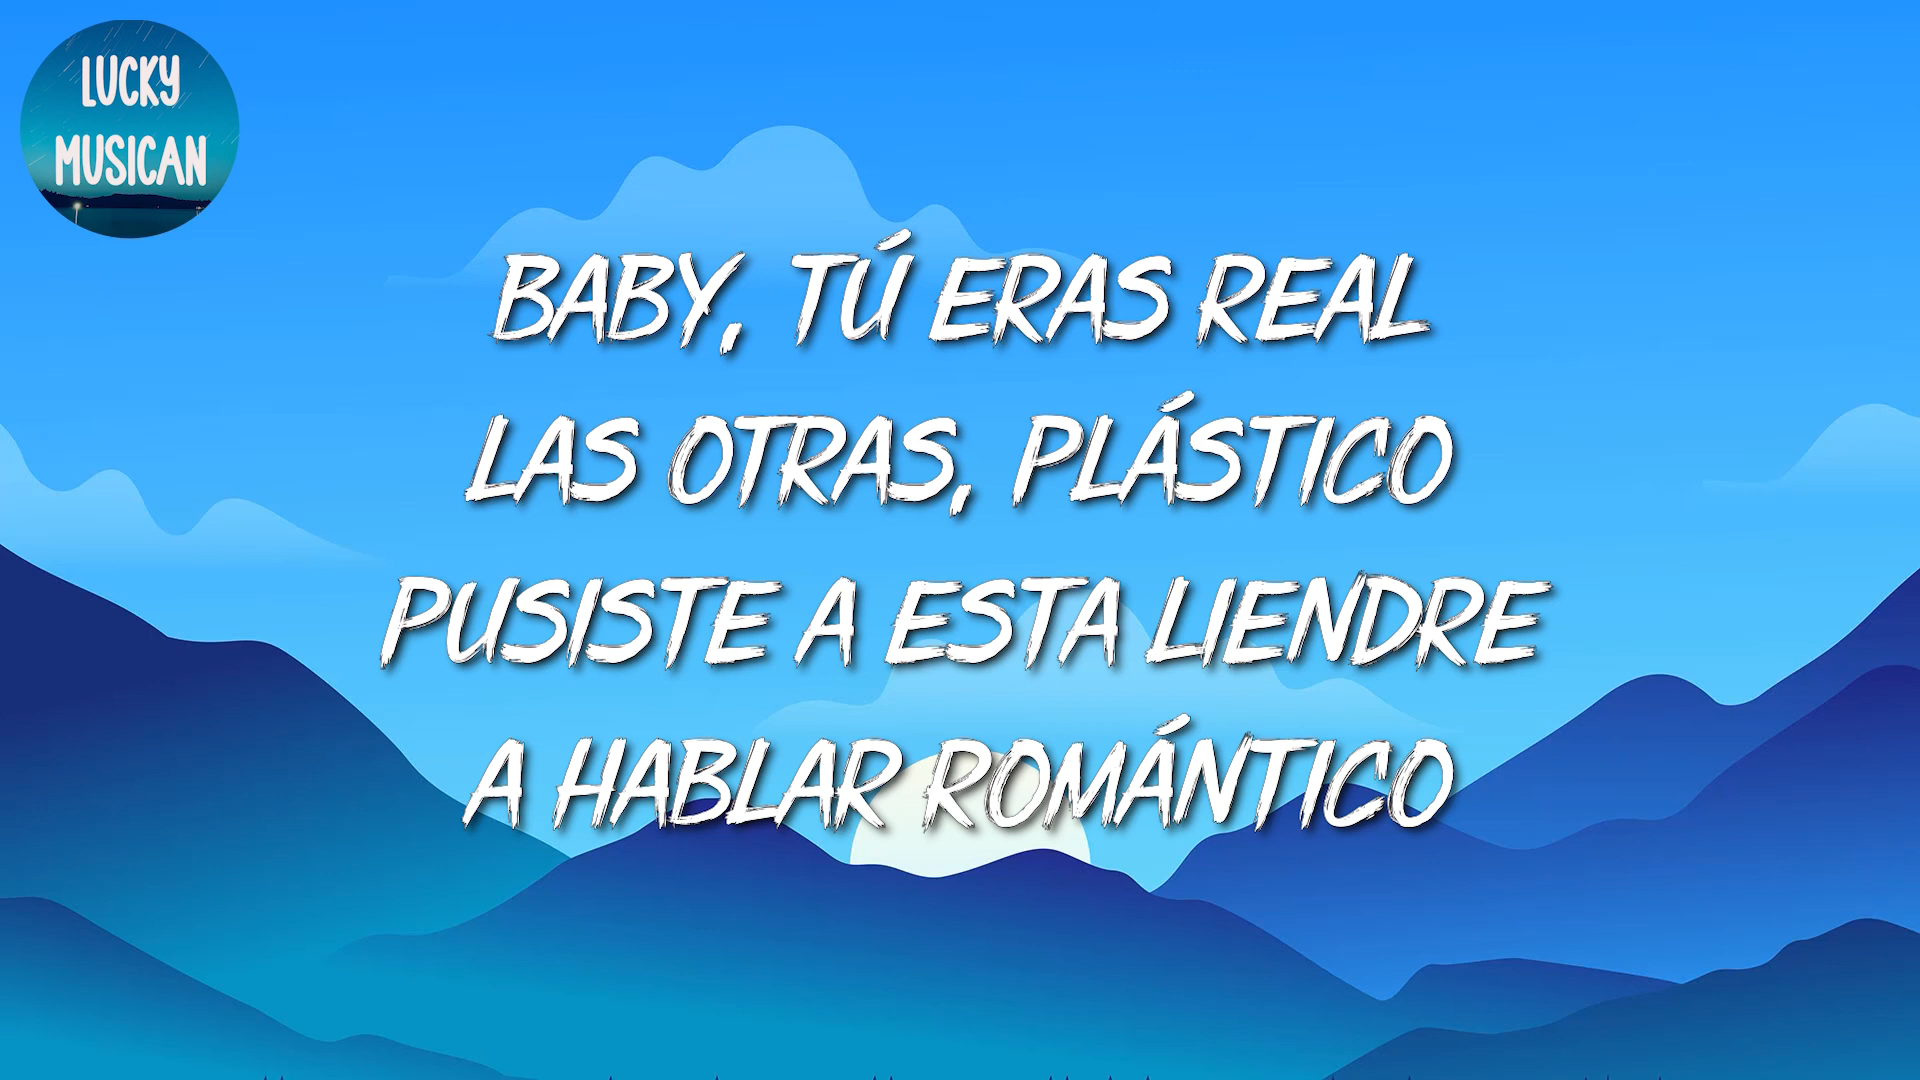 LUCKY
MUSICAN
BABY, TÚ ERAS REAL
LAS OTRAS, PLÁSTICO
PUSISTE A ESTA LIENDRE
A HABLAR ROMÁNTICO